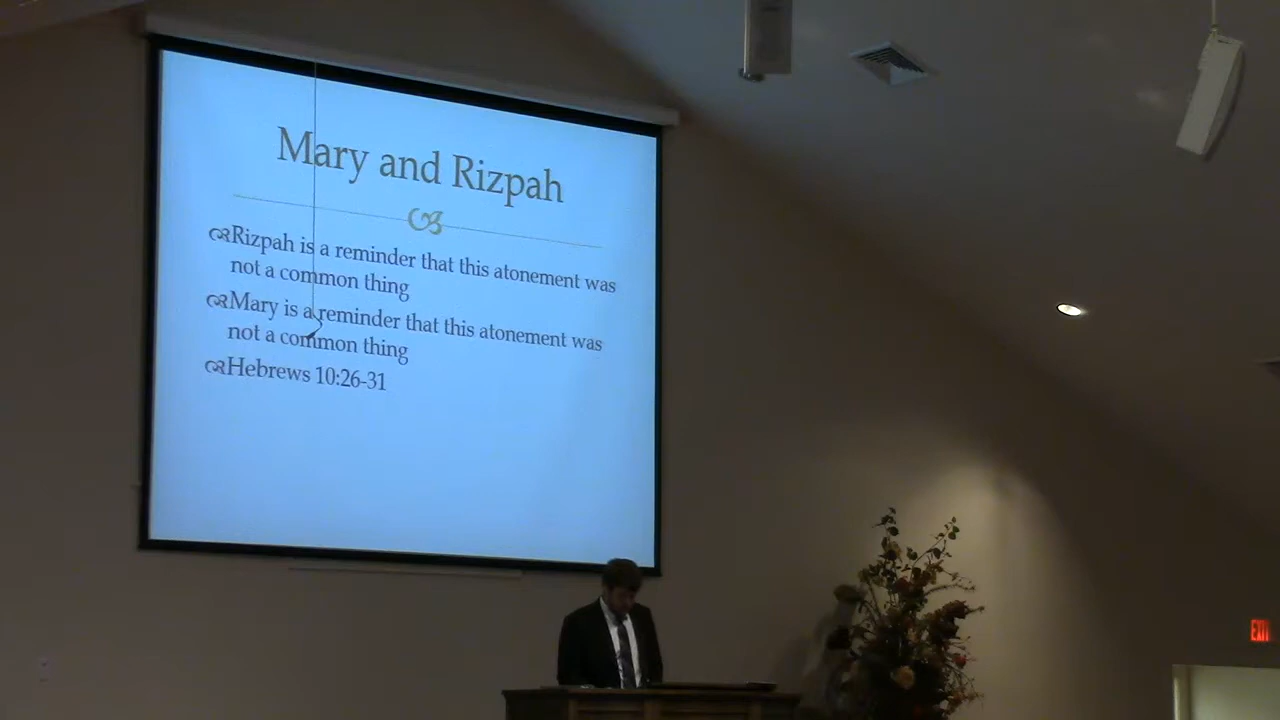 Mary and Rizpah
Rizpah is a reminder that this atonement was
not a common thing
Mary is a reminder that this atonement was
not a common thing
Hebrews 10:26-31
EXIT